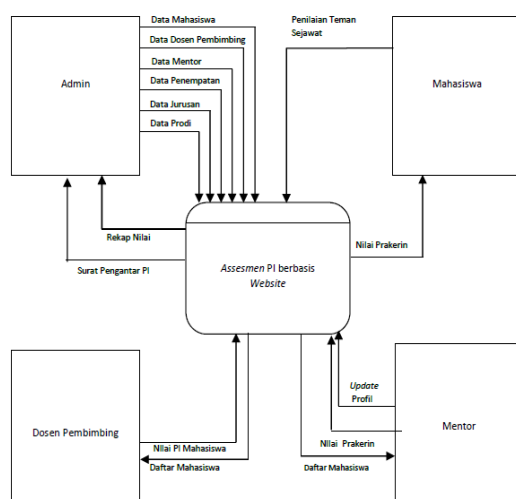 Data Mahasiswa
Data Dosen Pembimbing
Data Mentor
Data Penempatan
Data Jurusan
Data Prodi
Admin
Penilaian Teman
Sejawat
Mahasiswa
Rekap Nilai
Surat Pengantar PI
Assesmen PI berbasis
Website
Nilai Prakerin
Dosen Pembimbing
NIlai PI Mahasiswa
Daftar Mahasiswa
Update
Profil
Nilai Prakerin
Daftar Mahasiswa
Mentor